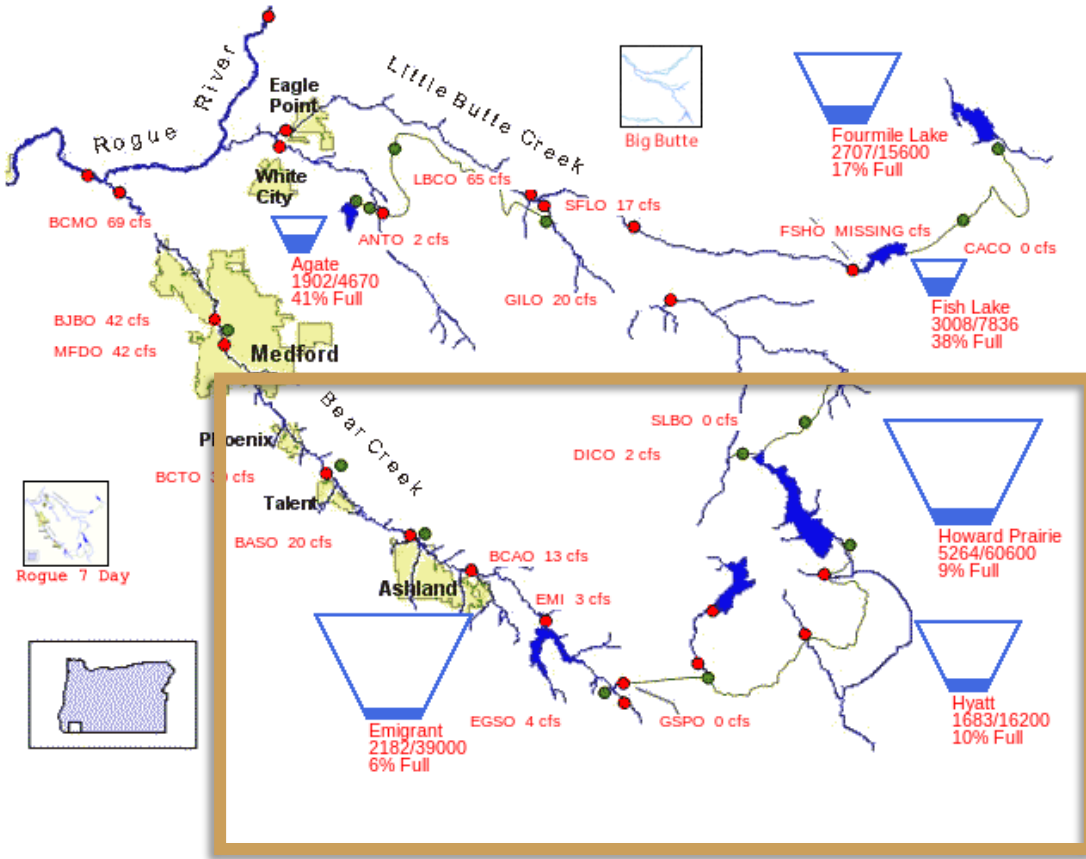 Rogue River
Eagle
Point
Little Butte Creek
Big Butte
Fourmile Lake
2707/15600
17% Full
White
City
LBCO 65 cfs
SFLO 17 cfs
BCMO 69 cfs
ANTO 2 cfs
FSHO MISSING cfs
CACO 0 cfs
Agate
1902/4670
41% Full
GILO 20 cfs
Fish Lake
3008/7836
38% Full
BJBO 42 cfs
MFDO 42 cfs
Medford
Bear Creek
SLBO 0 cfs
Phoenix
DICO 2 cfs
BCTO cfs
Talent
Howard Prairie
5264/60600
9% Full
BASO 20 cfs
BCAO 13 cfs
Rogue 7 Day
Ashland
EMI 3 cfs
Hyatt
1683/16200
10% Full
EGSO 4 cfs
GSPO 0 cfs
Emigrant
2182/39000
6% Full